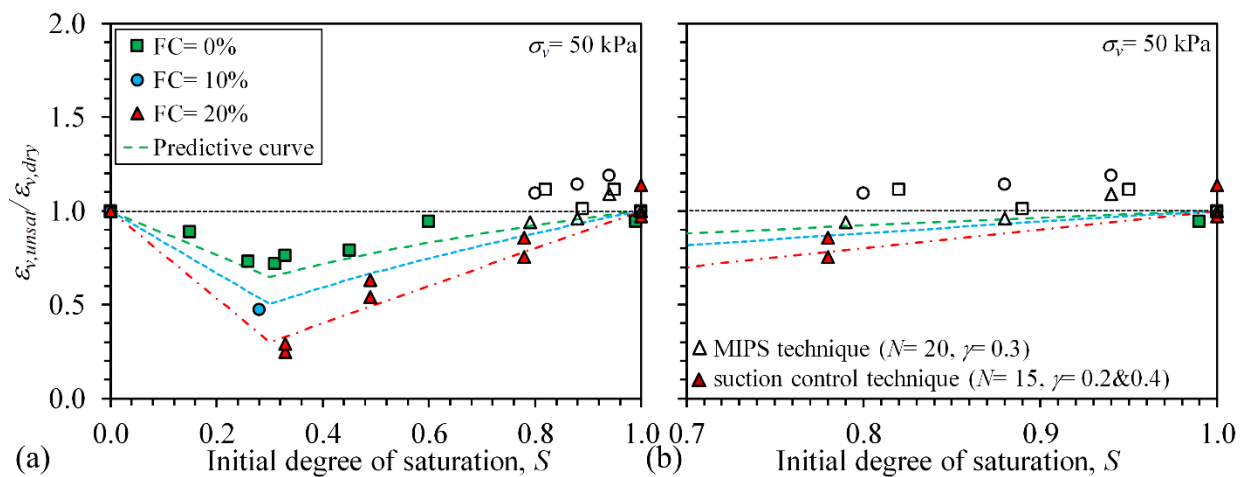 2.0
1.5
1.0
0.5
0.0
εv,unsat/εv,dry
FC= 0%
FC= 10%
FC= 20%
Predictive curve
σv= 50 kPa
0.0 0.2 0.4 0.6 0.8 1.0
(a) Initial degree of saturation, S
σv= 50 kPa
MIPS technique (N= 20, γ= 0.3)
suction control technique (N= 15, γ= 0.2&0.4)
0.7 0.8 0.9 1.0
(b) Initial degree of saturation, S